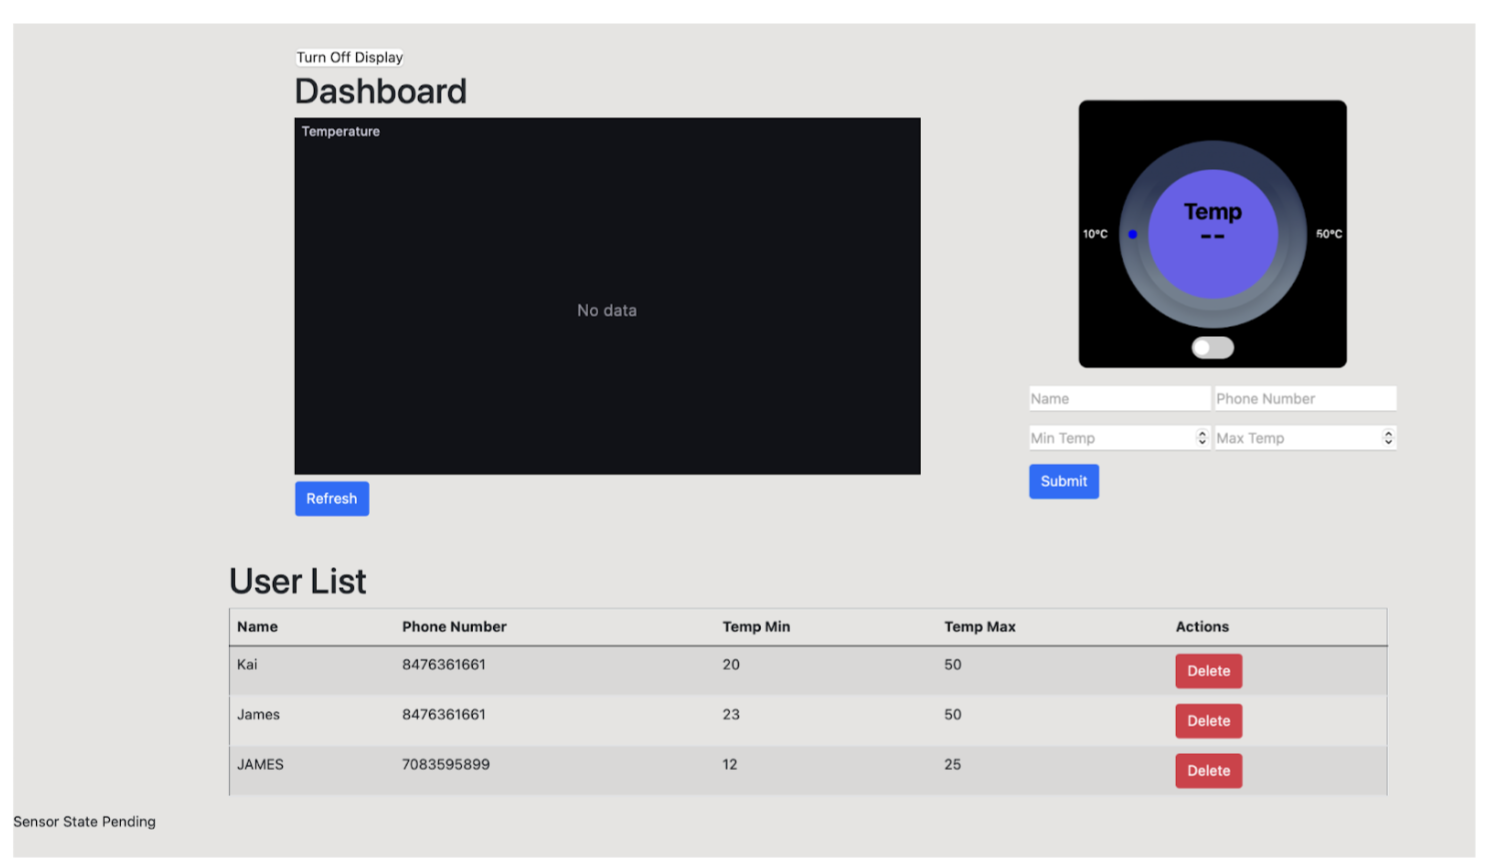 Turn Off Display
Dashboard
Temperature
No data
Refresh
Temp
--
10°C
50°C
Name Phone Number
Min Temp Max Temp
Submit
User List
Name Phone Number Temp Min Temp Max Actions
Kai 8476361661 20 50 Delete
James 8476361661 23 50 Delete
JAMES 7083595899 12 25 Delete
Sensor State Pending